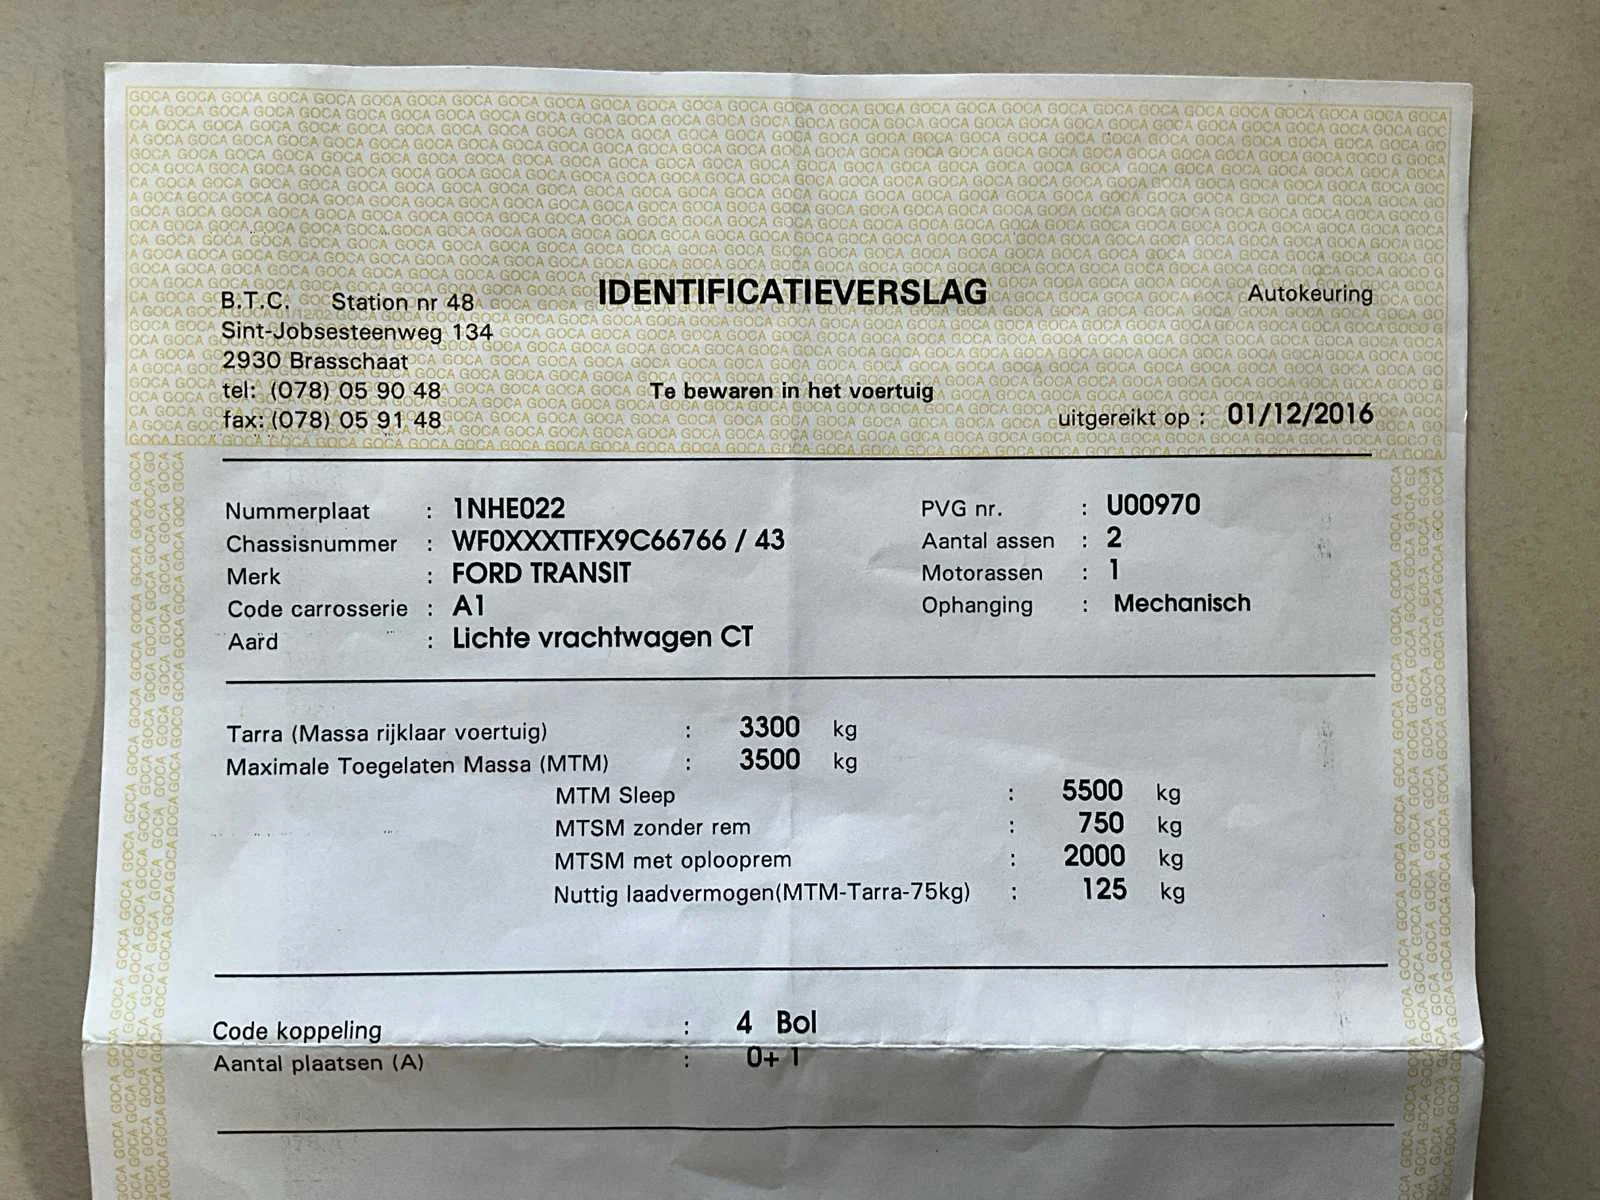 IDENTIFICATIEVERSLAG
Autokeuring
B.T.C. Station nr 48
Sint-Jobsesteenweg 134
2930 Brasschaat
tel: (078) 05 90 48
fax: (078) 05 91 48
Te bewaren in het voertuig
uitgereikt op : 01/12/2016
Nummerplaat : 1NHE022
Chassisnummer : WF0XXXTTFX9C66766 / 43
Merk : FORD TRANSIT
Code carrosserie : A1
Aard : Lichte vrachtwagen CT
PVG nr. : U00970
Aantal assen : 2
Motorassen : 1
Ophanging : Mechanisch
Tarra (Massa rijklaar voertuig) : 3300 kg
Maximale Toegelaten Massa (MTM) : 3500 kg
MTM Sleep : 5500 kg
MTSM zonder rem : 750 kg
MTSM met oplooprem : 2000 kg
Nuttig laadvermogen(MTM-Tarra-75kg) : 125 kg
Code koppeling : 4 Bol
Aantal plaatsen (A) : 0+ 1